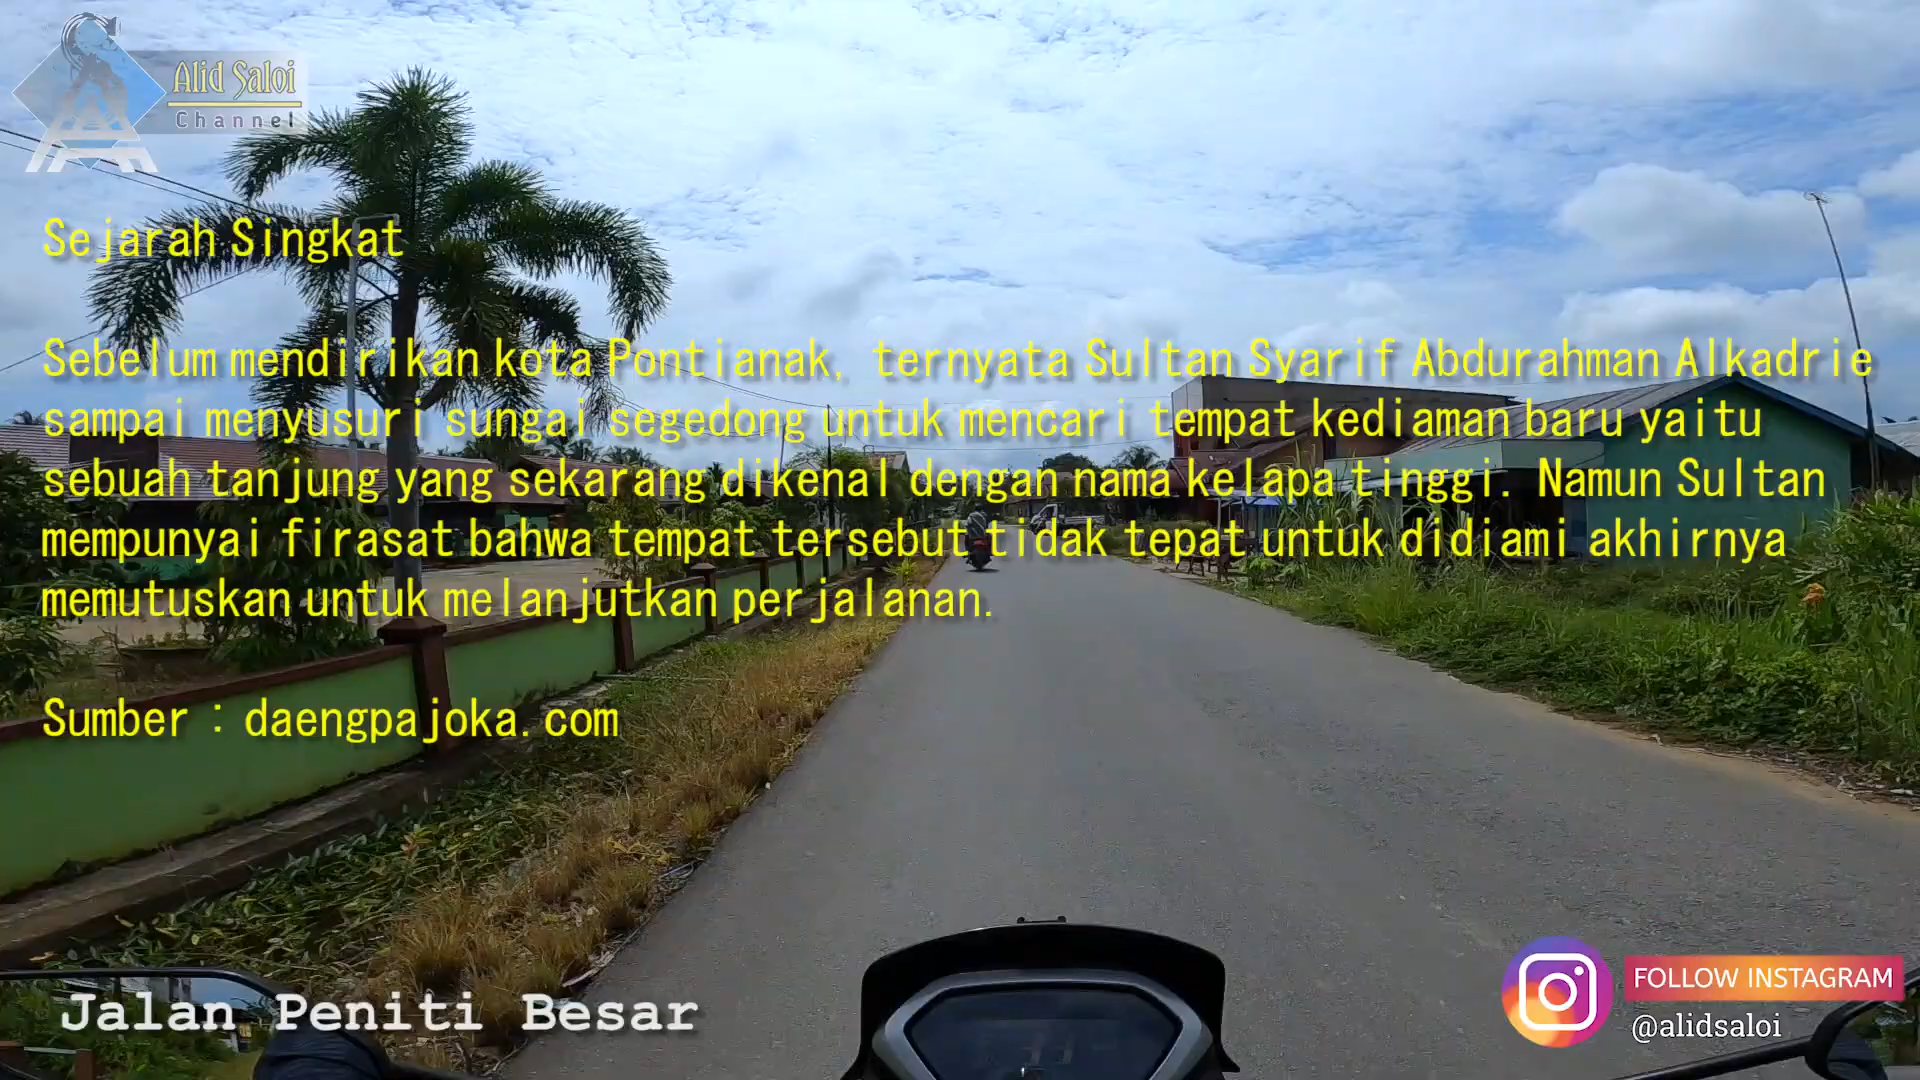 Alid Saloi
Channel
Sejarah Singkat
Sebelum mendirikan kota Pontianak, ternyata Sultan Syarif Abdurahman Alkadrie
sampai menyusuri sungai segedong untuk mencari tempat kediaman baru yaitu
sebuah tanjung yang sekarang dikenal dengan nama kelapa tinggi. Namun Sultan
mempunyai firasat bahwa tempat tersebut tidak tepat untuk didiami akhirnya
memutuskan untuk melanjutkan perjalanan.
Sumber : daengpajoka.com
Jalan Peniti Besar
FOLLOW INSTAGRAM
@alidsaloi